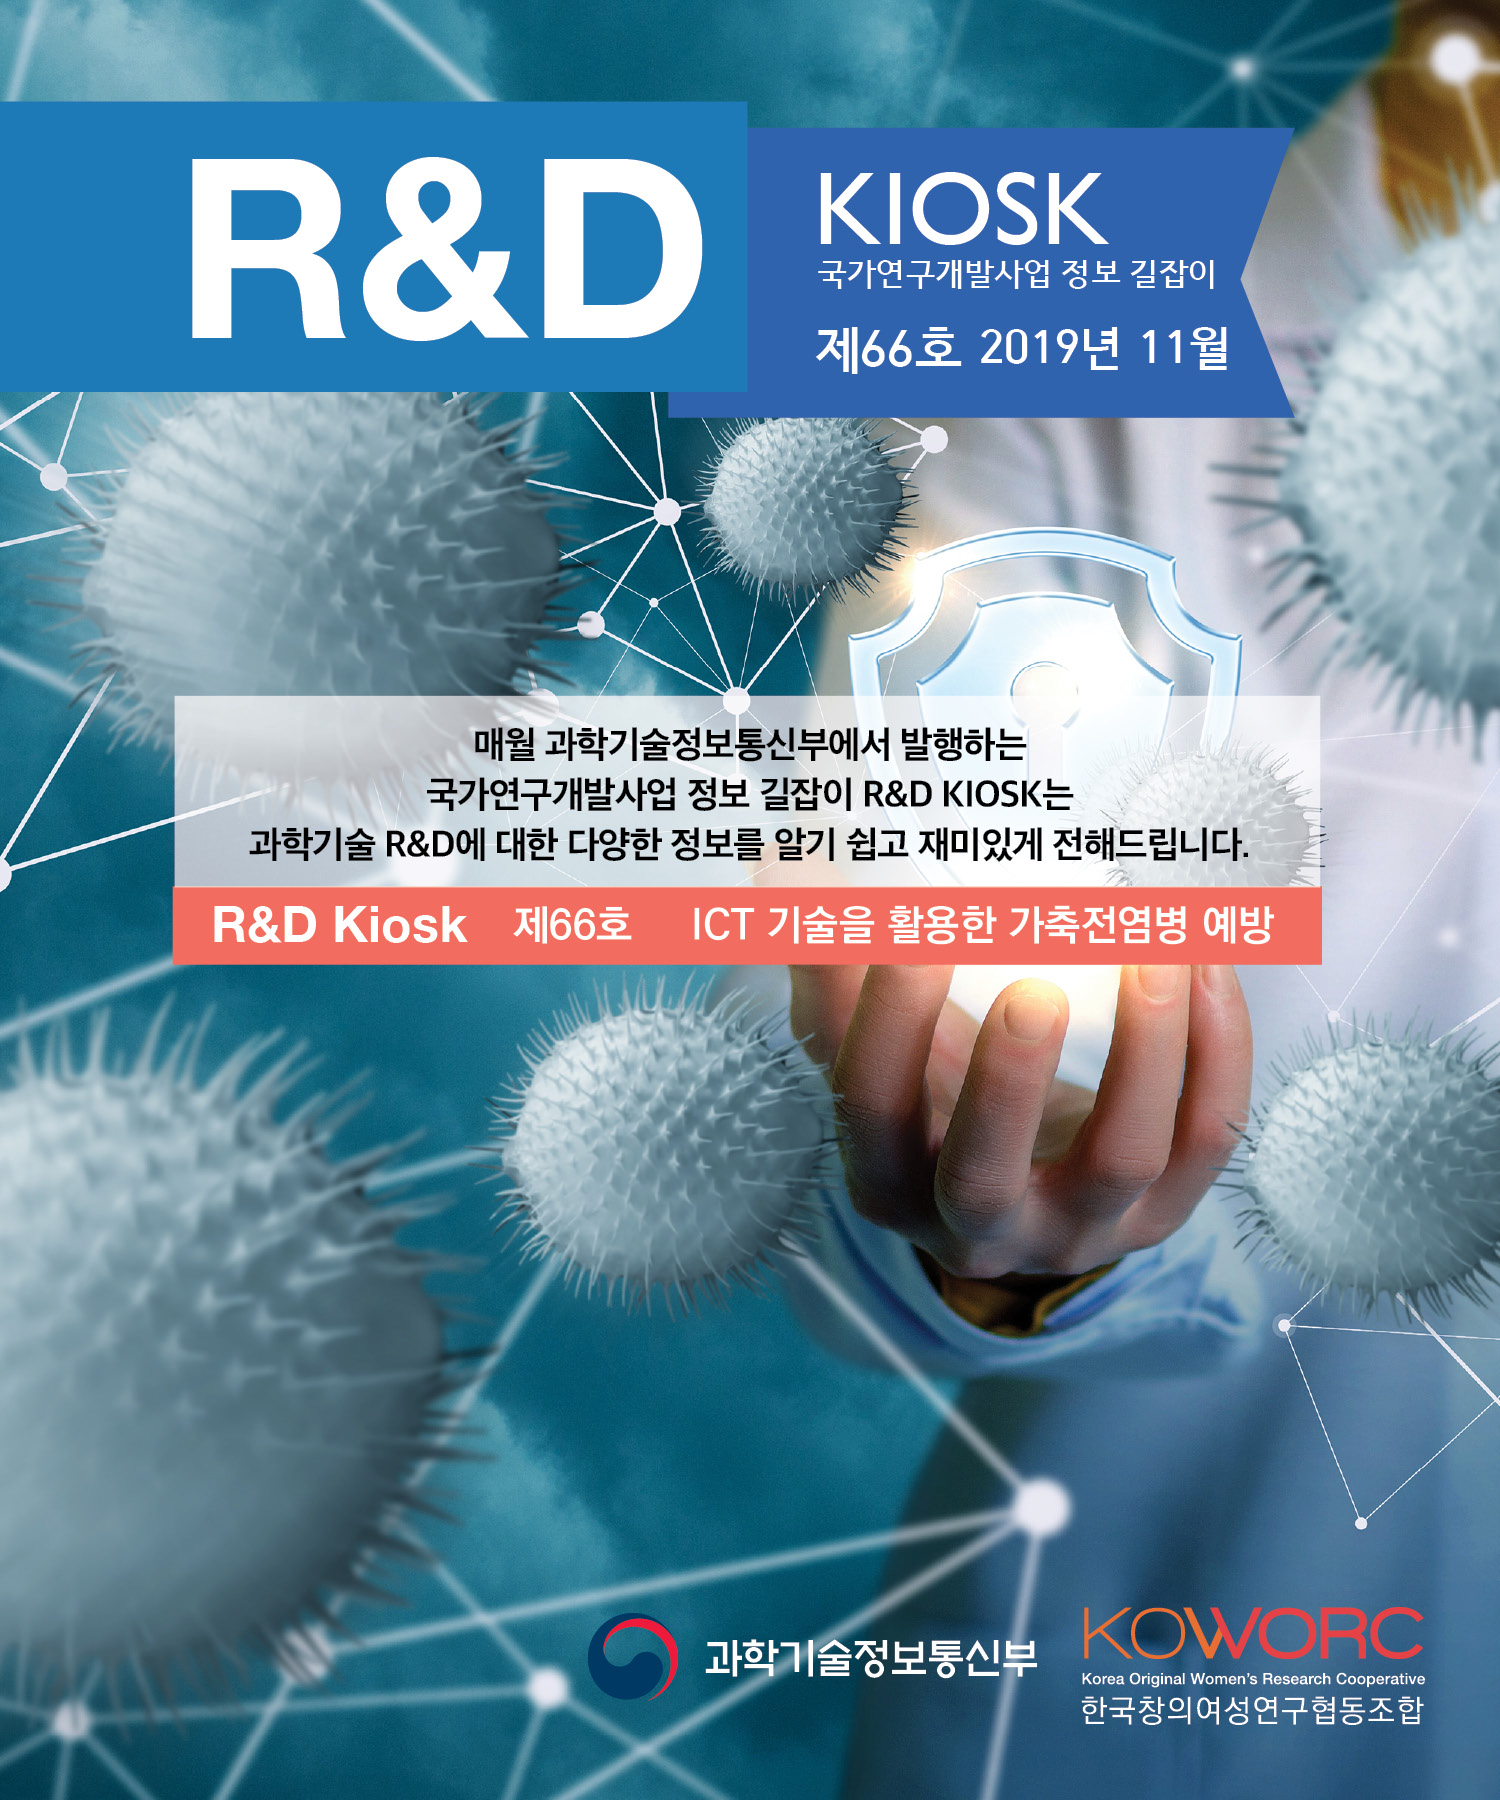 R&D
KIOSK
국가연구개발사업 정보 길잡이
제66호 2019년 11월
매월 과학기술정보통신부에서 발행하는
국가연구개발사업 정보 길잡이 R&D KIOSK는
과학기술 R&D에 대한 다양한 정보를 알기 쉽고 재미있게 전해드립니다.
R&D Kiosk 제66호 ICT 기술을 활용한 가축전염병 예방
과학기술정보통신부
KOWORC
Korea Original Women's Research Cooperative
한국창의여성연구협동조합